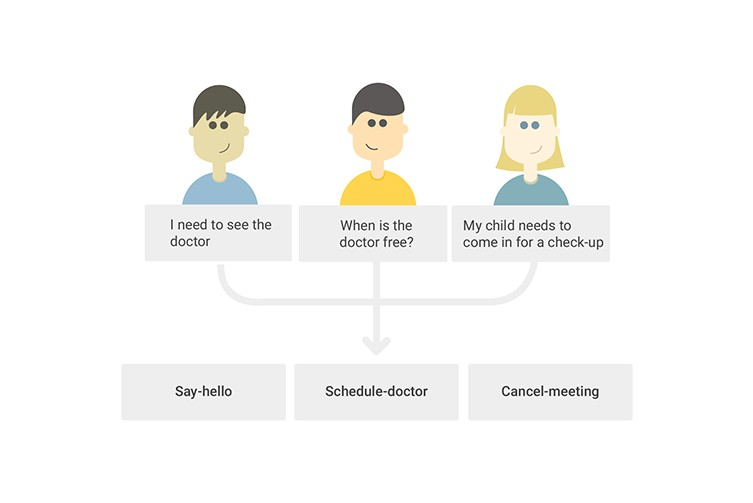 I need to see the
doctor
When is the
doctor free?
My child needs to
come in for a check-up
Say-hello
Schedule-doctor
Cancel-meeting